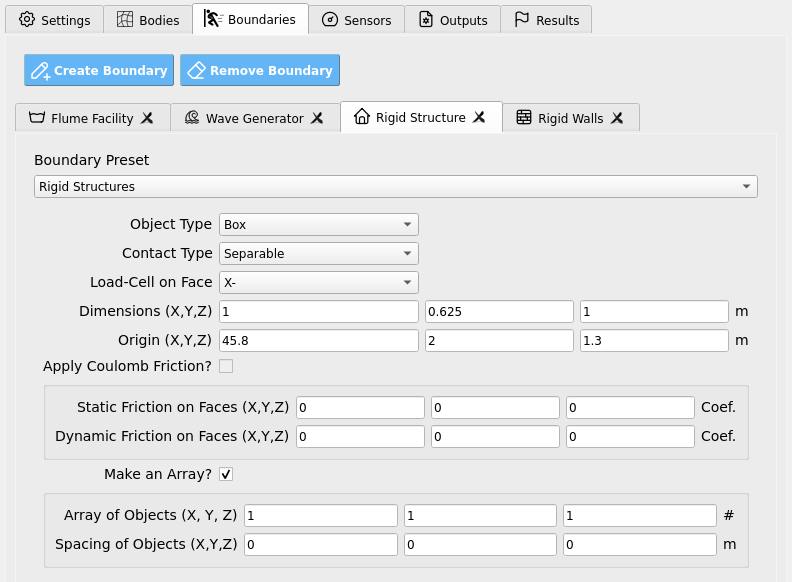 Settings Bodies Boundaries Sensors Outputs Results
Create Boundary Remove Boundary
Flume Facility Wave Generator Rigid Structure Rigid Walls
Boundary Preset
Rigid Structures
Object Type Box
Contact Type Separable
Load-Cell on Face X-
Dimensions (X,Y,Z) 1 0.625 1 m
Origin (X,Y,Z) 45.8 2 1.3 m
Apply Coulomb Friction?
Static Friction on Faces (X,Y,Z) 0 0 0 Coef.
Dynamic Friction on Faces (X,Y,Z) 0 0 0 Coef.
Make an Array?
Array of Objects (X, Y, Z) 1 1 1 #
Spacing of Objects (X,Y,Z) 0 0 0 m